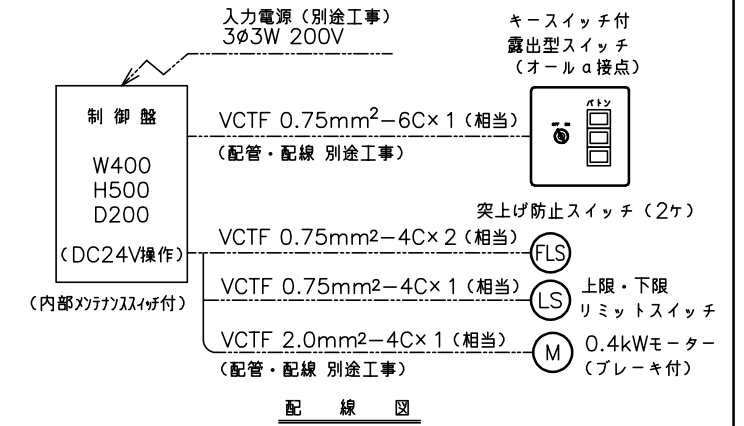 入力電源（別途工事）
3φ3W 200V
キースイッチ付
露出型スイッチ
（オールａ接点）
制御盤
W400
H500
D200
（DC24V操作）
（内部ﾒﾝﾃﾅﾝｽｽｲｯﾁ付）
VCTF 0.75mm²−6C×1（相当）
（配管・配線 別途工事）
バトン
OFF ON
突上げ防止スイッチ（2ケ）
VCTF 0.75mm²−4C×2（相当）
FLS
VCTF 0.75mm²−4C×1（相当）
LS
上限・下限
リミットスイッチ
VCTF 2.0mm²−4C×1（相当）
（配管・配線 別途工事）
M
0.4kWモーター
（ブレーキ付）
配線図